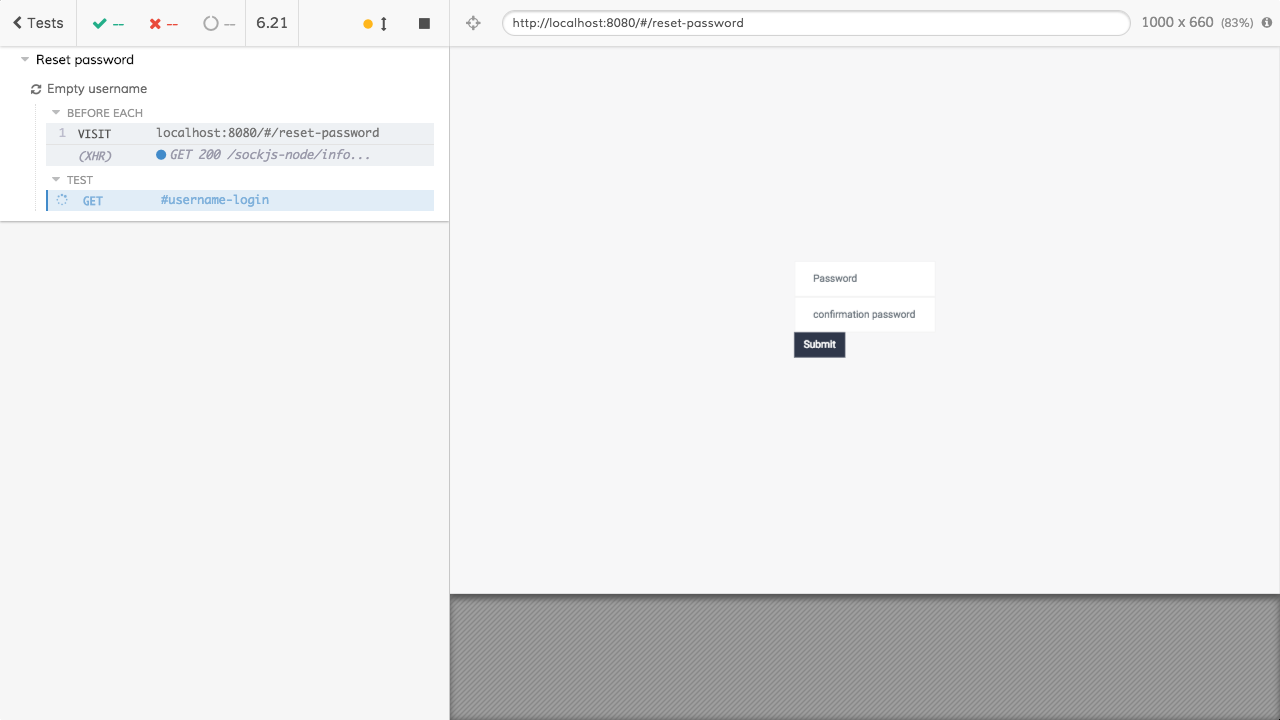 Tests -- -- -- 6.21
http://localhost:8080/#/reset-password 1000 x 660 (83%)
Reset password
Empty username
BEFORE EACH
1 VISIT localhost:8080/#/reset-password
(XHR) GET 200 /sockjs-node/info...
TEST
GET #username-login
Password
confirmation password
Submit